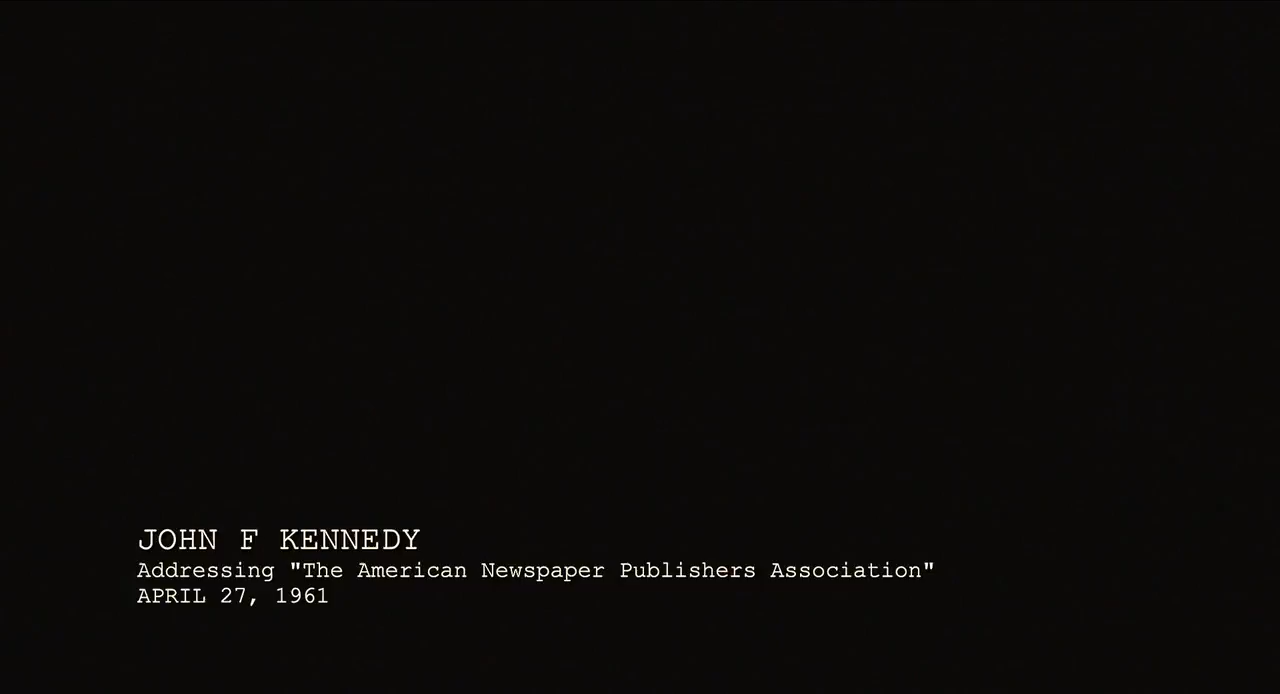 JOHN F KENNEDY
Addressing "The American Newspaper Publishers Association"
APRIL 27, 1961